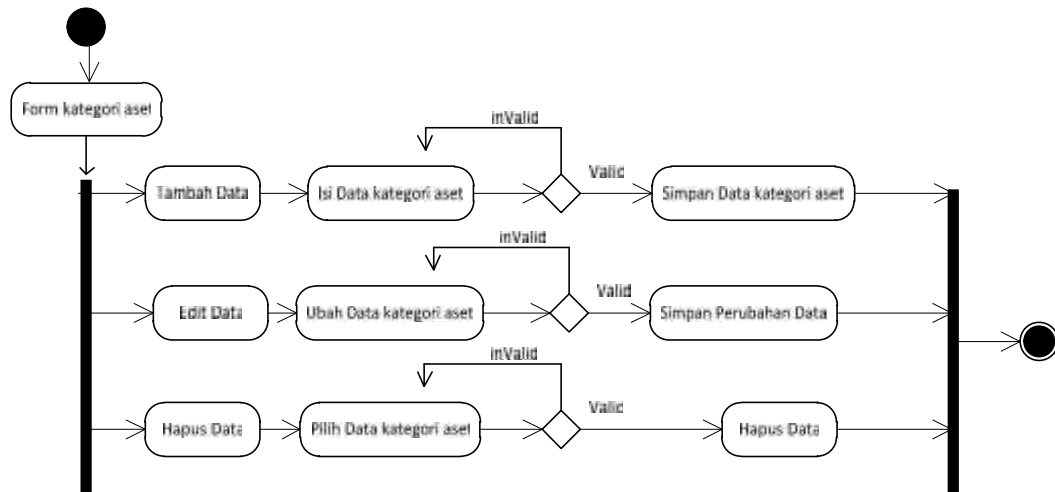 Form kategori aset
inValid
Tambah Data
Isi Data kategori aset
Valid
Simpan Data kategori aset
inValid
Edit Data
Ubah Data kategori aset
Valid
Simpan Perubahan Data
inValid
Hapus Data
Pilih Data kategori aset
Valid
Hapus Data